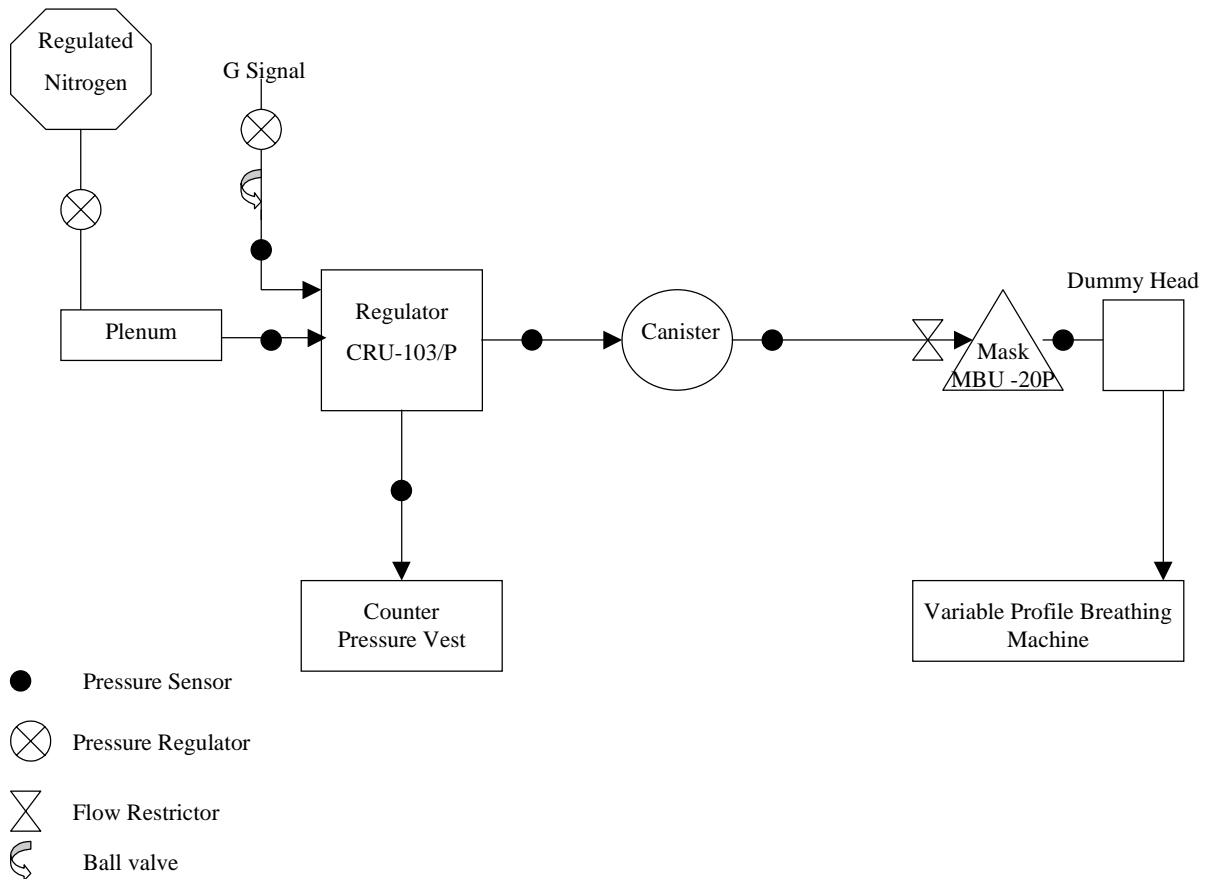 Regulated
Nitrogen
G Signal
Dummy Head
Plenum
Regulator
CRU-103/P
Canister
Mask
MBU -20P
Counter
Pressure Vest
Variable Profile Breathing
Machine
Pressure Sensor
Pressure Regulator
Flow Restrictor
Ball valve